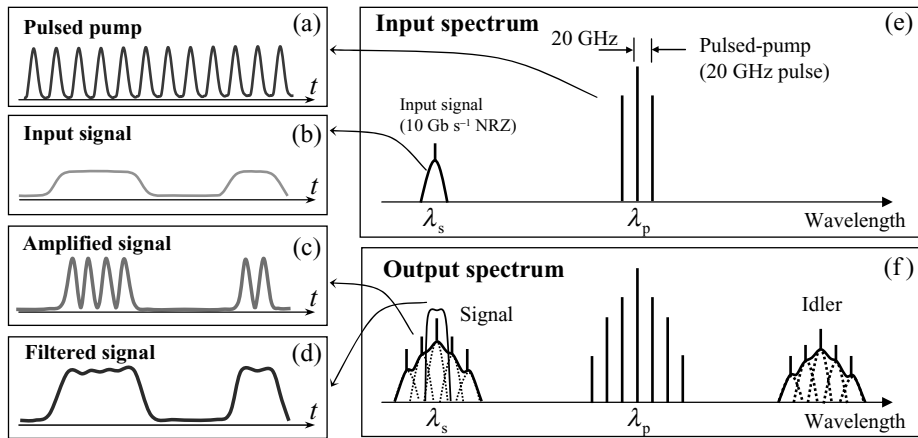 Pulsed pump
(a)
t
Input signal
(b)
t
Amplified signal
(c)
t
Filtered signal
(d)
t
Input spectrum
(e)
20 GHz
Pulsed-pump
(20 GHz pulse)
Input signal
(10 Gb s⁻¹ NRZ)
λs
λp
Wavelength
Output spectrum
(f)
Signal
Idler
λs
λp
Wavelength